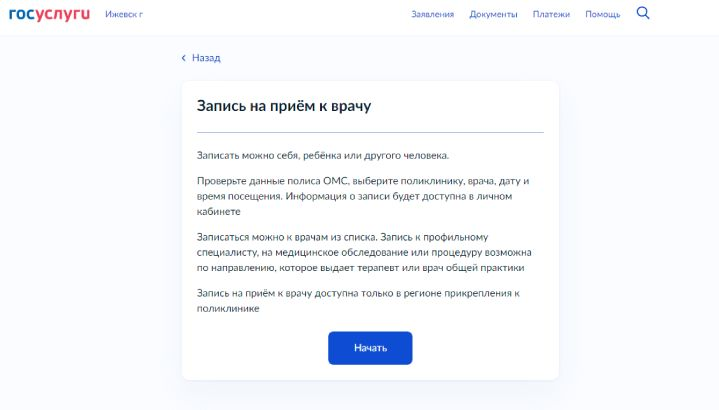 госуслуги Ижевск г Заявления Документы Платежи Помощь
Назад
Запись на приём к врачу
Записать можно себя, ребёнка или другого человека.
Проверьте данные полиса ОМС, выберите поликлинику, врача, дату и
время посещения. Информация о записи будет доступна в личном
кабинете
Записаться можно к врачам из списка. Запись к профильному
специалисту, на медицинское обследование или процедуру возможна
по направлению, которое выдает терапевт или врач общей практики
Запись на приём к врачу доступна только в регионе прикрепления к
поликлинике
Начать